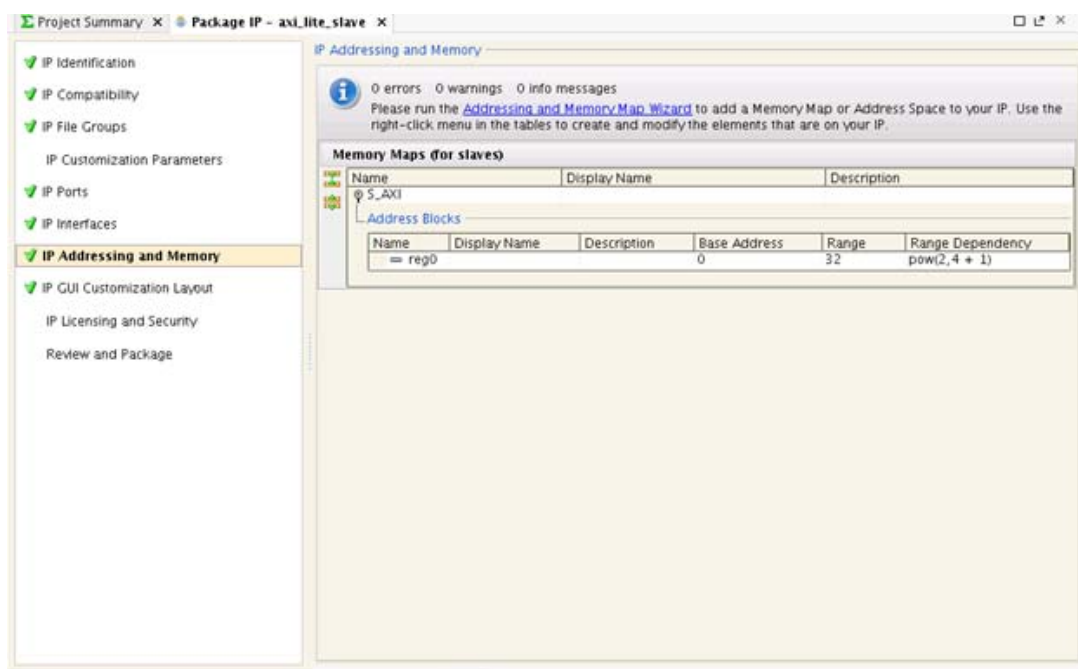 Σ Project Summary × Package IP - axi_lite_slave ×
IP Identification
IP Compatibility
IP File Groups
IP Customization Parameters
IP Ports
IP Interfaces
IP Addressing and Memory
IP GUI Customization Layout
IP Licensing and Security
Review and Package
IP Addressing and Memory
0 errors 0 warnings 0 info messages
Please run the Addressing and Memory Map Wizard to add a Memory Map or Address Space to your IP. Use the
right-click menu in the tables to create and modify the elements that are on your IP.
Memory Maps (for slaves)
Name Display Name Description
S_AXI
Address Blocks
Name Display Name Description Base Address Range Range Dependency
reg0 0 32 pow(2,4 + 1)